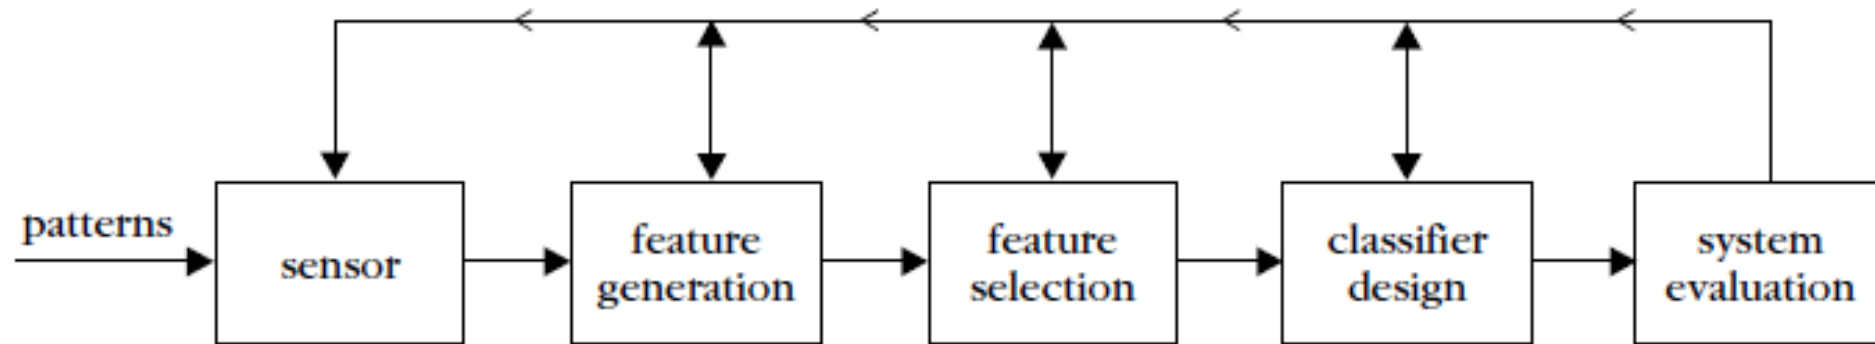 patterns
sensor
feature
generation
feature
selection
classifier
design
system
evaluation